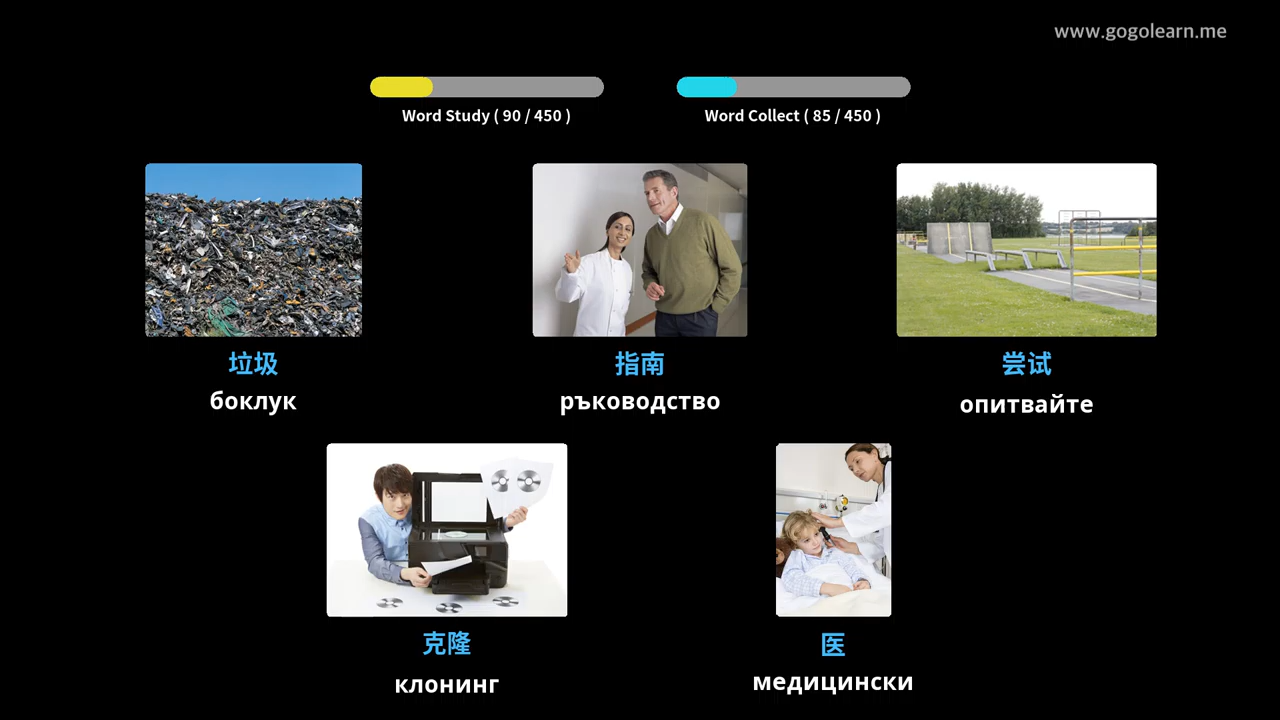 www.gogolearn.me
Word Study ( 90 / 450 )
Word Collect ( 85 / 450 )
垃圾
боклук
指南
ръководство
尝试
опитвайте
克隆
клонинг
医
медицински